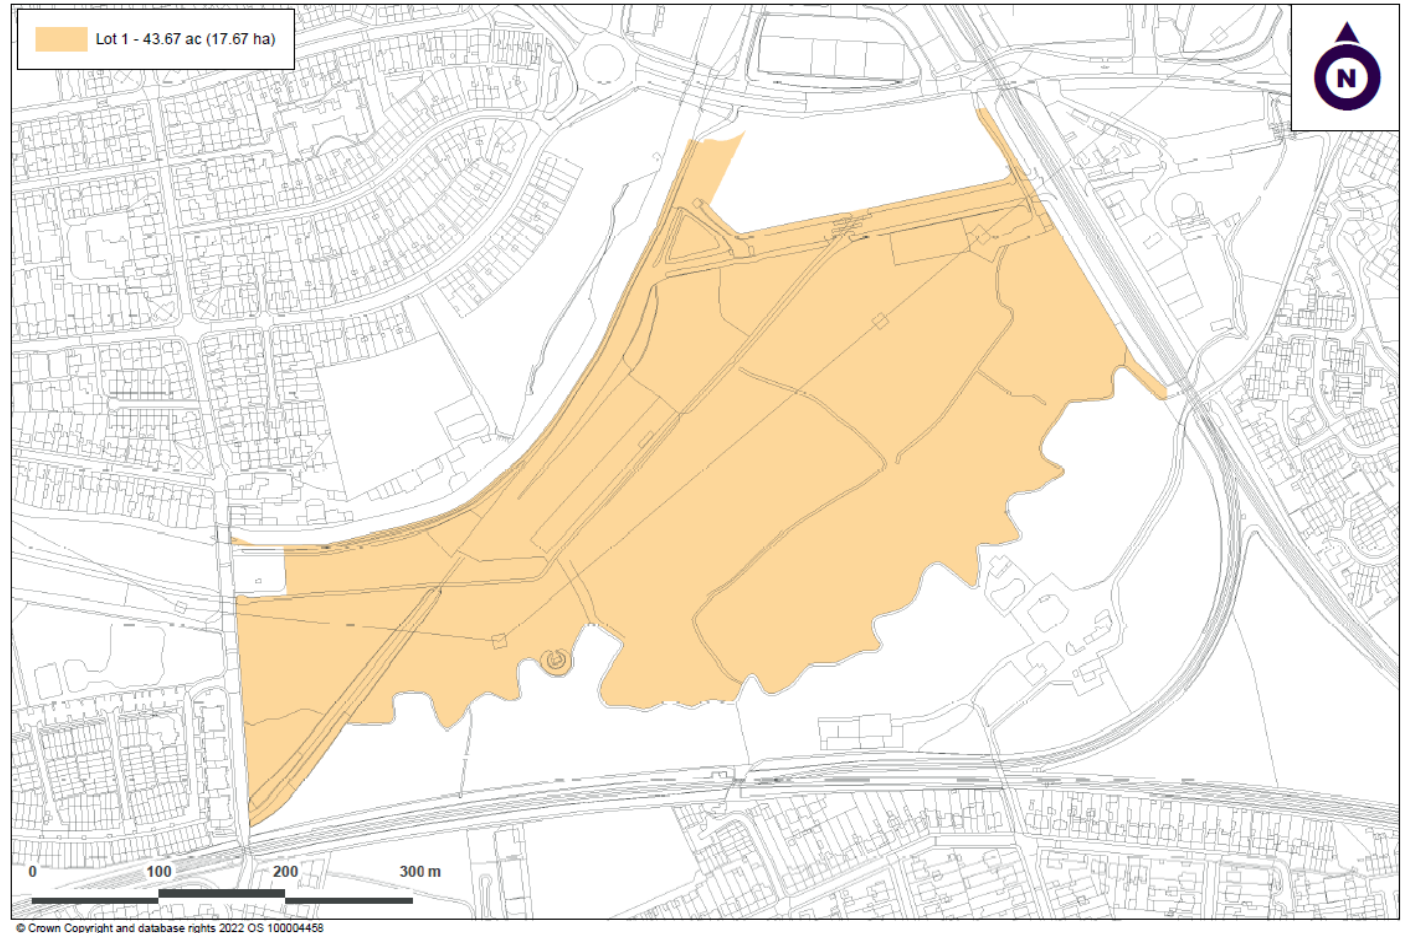 Lot 1 - 43.67 ac (17.67 ha)
N
0 100 200 300 m
© Crown Copyright and database rights 2022 OS 100004458